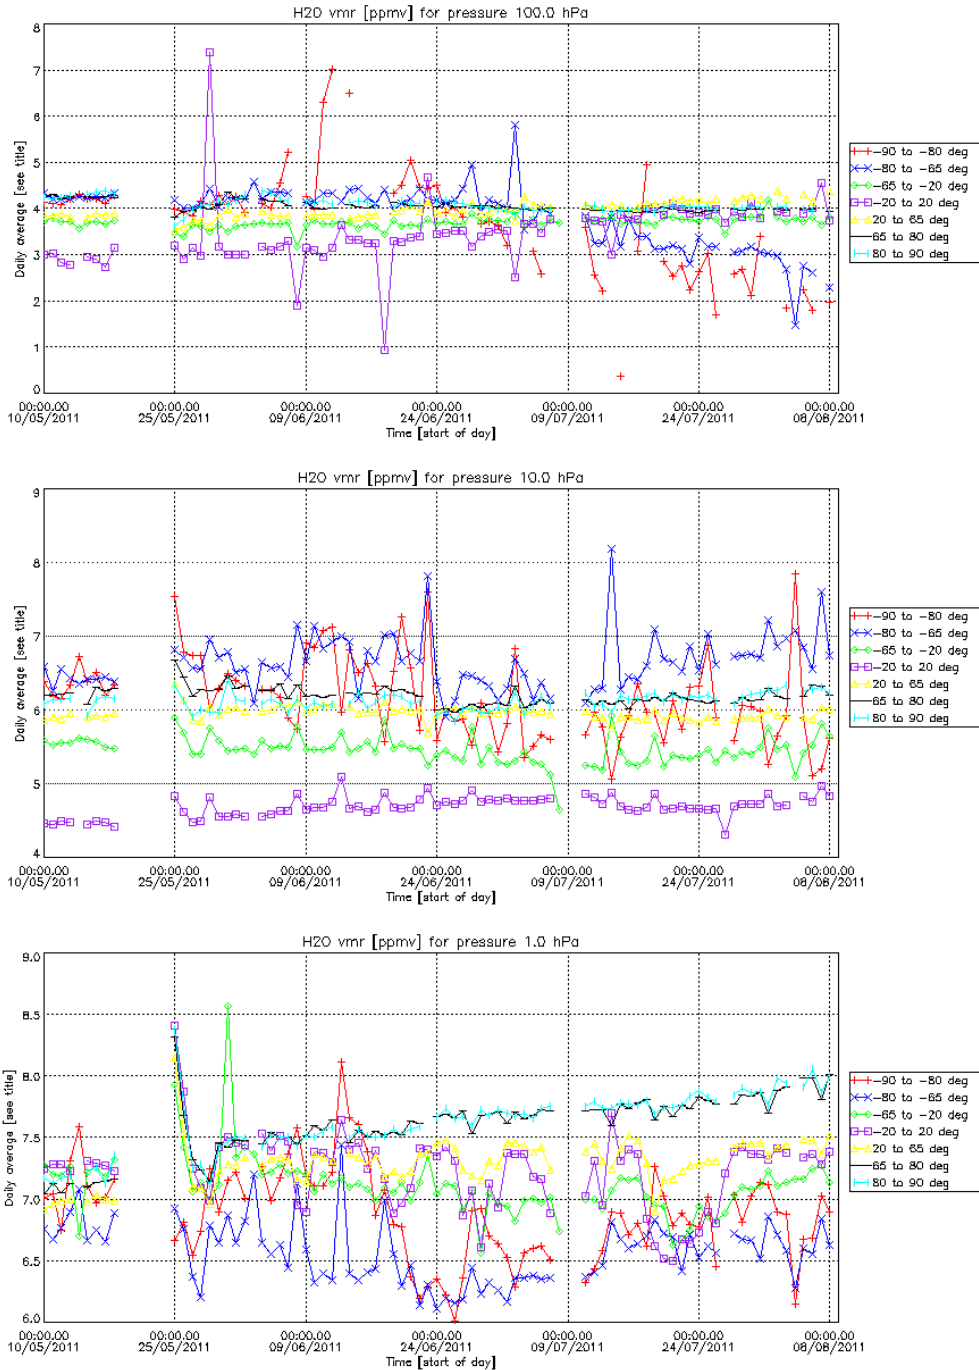 H2O vmr [ppmv] for pressure 100.0 hPa
8
7
6
5
4
3
2
1
0
Daily average [see title]
00:00.00 00:00.00 00:00.00 00:00.00 00:00.00 00:00.00 00:00.00
10/05/2011 25/05/2011 09/06/2011 24/06/2011 09/07/2011 24/07/2011 08/08/2011
Time [start of day]
-90 to -80 deg
-80 to -65 deg
-65 to -20 deg
-20 to 20 deg
20 to 65 deg
65 to 80 deg
80 to 90 deg
H2O vmr [ppmv] for pressure 10.0 hPa
9
8
7
6
5
4
Daily average [see title]
00:00.00 00:00.00 00:00.00 00:00.00 00:00.00 00:00.00 00:00.00
10/05/2011 25/05/2011 09/06/2011 24/06/2011 09/07/2011 24/07/2011 08/08/2011
Time [start of day]
-90 to -80 deg
-80 to -65 deg
-65 to -20 deg
-20 to 20 deg
20 to 65 deg
65 to 80 deg
80 to 90 deg
H2O vmr [ppmv] for pressure 1.0 hPa
9.0
8.5
8.0
7.5
7.0
6.5
6.0
Daily average [see title]
00:00.00 00:00.00 00:00.00 00:00.00 00:00.00 00:00.00 00:00.00
10/05/2011 25/05/2011 09/06/2011 24/06/2011 09/07/2011 24/07/2011 08/08/2011
Time [start of day]
-90 to -80 deg
-80 to -65 deg
-65 to -20 deg
-20 to 20 deg
20 to 65 deg
65 to 80 deg
80 to 90 deg